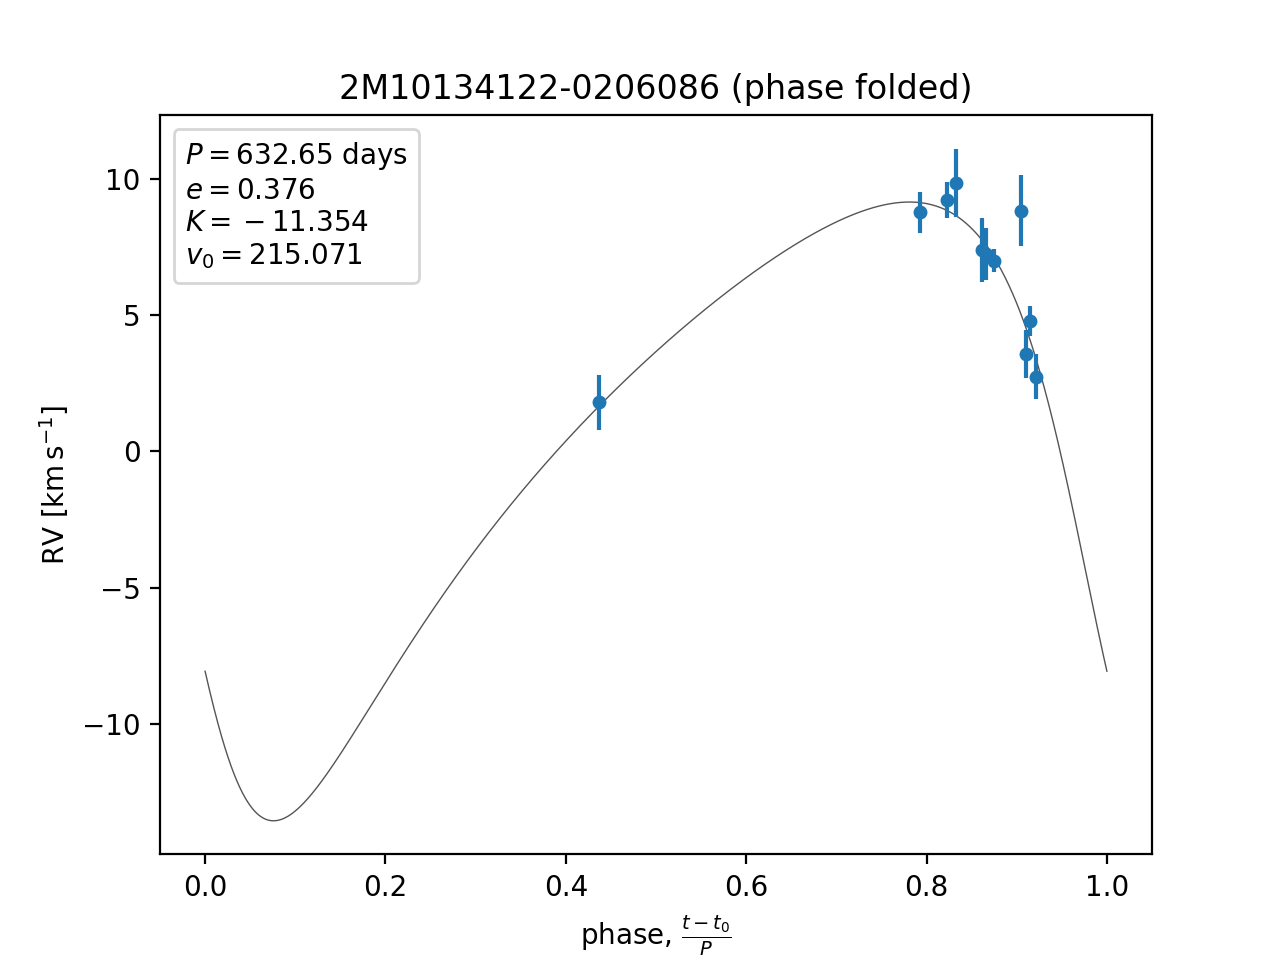 2M10134122-0206086 (phase folded)
P = 632.65 days
e = 0.376
K = −11.354
v₀ = 215.071
10
5
0
−5
−10
RV [km s⁻¹]
0.0 0.2 0.4 0.6 0.8 1.0
phase, (t − t₀)/P